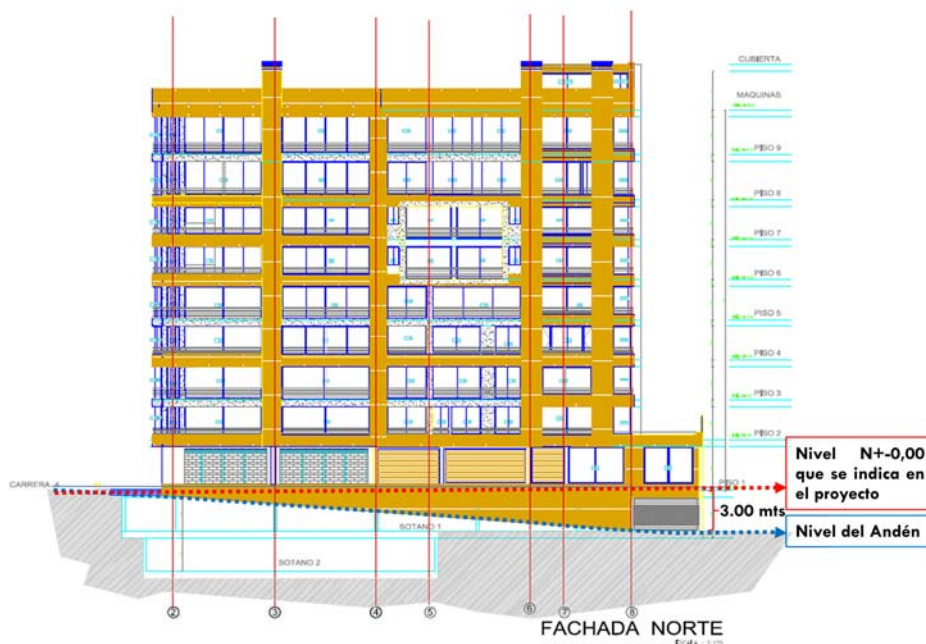 CUBIERTA
MAQUINAS
PISO 9
PISO 8
PISO 7
PISO 6
PISO 5
PISO 4
PISO 3
PISO 2
Nivel N+-0,00
que se indica en
el proyecto
CARRERA 4
PISO 1
3.00 mts
Nivel del Andén
SOTANO 1
SOTANO 2
2
3
4
5
6
7
8
FACHADA NORTE